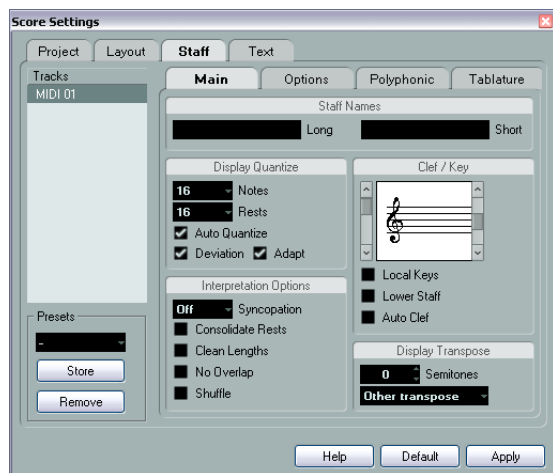 Score Settings
Project Layout Staff Text
Tracks
MIDI 01
Main Options Polyphonic Tablature
Staff Names
Long Short
Display Quantize
16 Notes
16 Rests
Auto Quantize
Deviation Adapt
Clef / Key
Local Keys
Lower Staff
Auto Clef
Interpretation Options
Off Syncopation
Consolidate Rests
Clean Lengths
No Overlap
Shuffle
Display Transpose
0 Semitones
Other transpose
Presets
-
Store
Remove
Help Default Apply